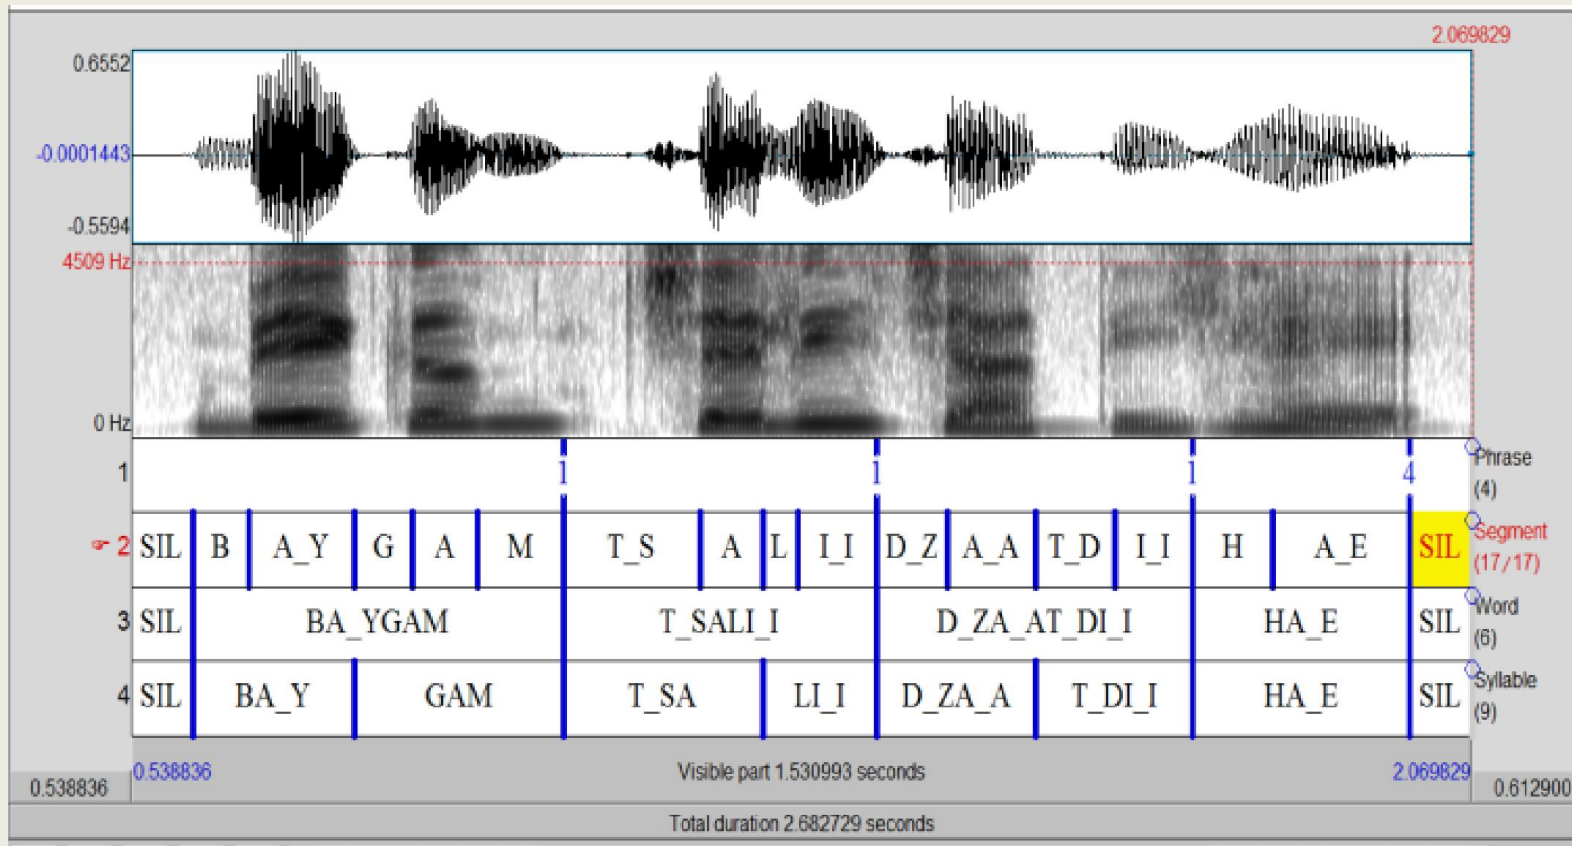 2.069829
0.6552
-0.0001443
-0.5594
4509 Hz
0 Hz
1 1 1 1 4 Phrase (4)
☞ 2 SIL B A_Y G A M T_S A L I_I D_Z A_A T_D I_I H A_E SIL Segment (17/17)
3 SIL BA_YGAM T_SALI_I D_ZA_AT_DI_I HA_E SIL Word (6)
4 SIL BA_Y GAM T_SA LI_I D_ZA_A T_DI_I HA_E SIL Syllable (9)
0.538836 Visible part 1.530993 seconds 2.069829
0.538836 0.612900
Total duration 2.682729 seconds